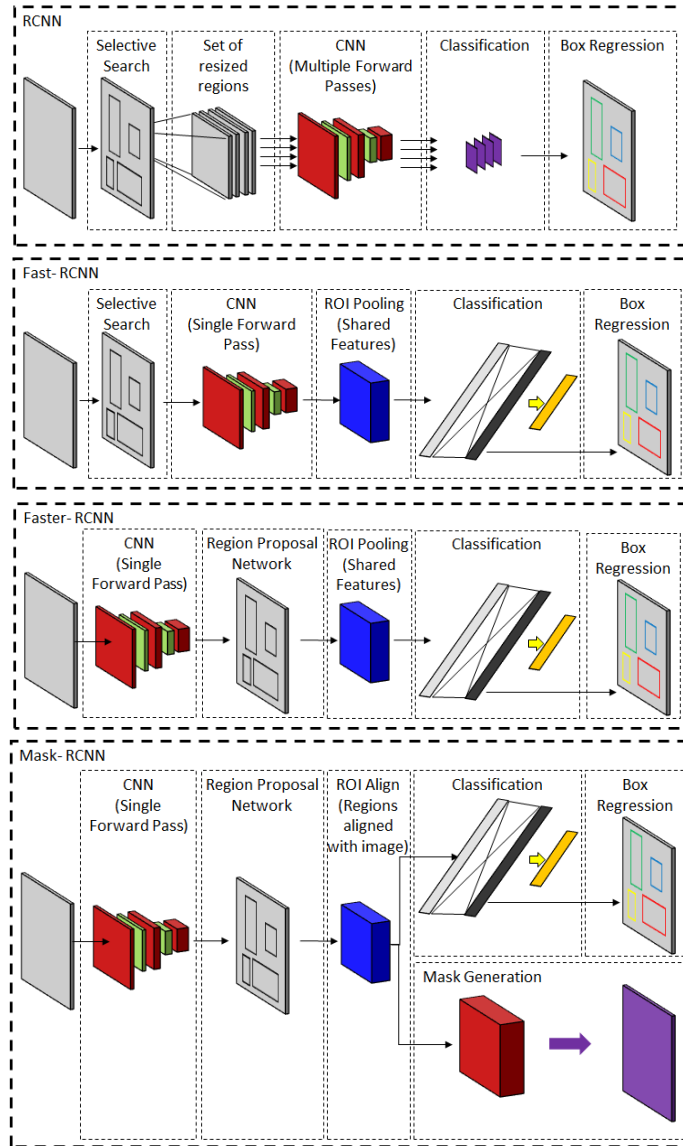 RCNN
Selective
Search
Set of
resized
regions
CNN
(Multiple Forward
Passes)
Classification
Box Regression
Fast- RCNN
Selective
Search
CNN
(Single Forward
Pass)
ROI Pooling
(Shared
Features)
Classification
Box
Regression
Faster- RCNN
CNN
(Single
Forward Pass)
Region Proposal
Network
ROI Pooling
(Shared
Features)
Classification
Box
Regression
Mask- RCNN
CNN
(Single
Forward Pass)
Region Proposal
Network
ROI Align
(Regions
aligned
with image)
Classification
Box
Regression
Mask Generation